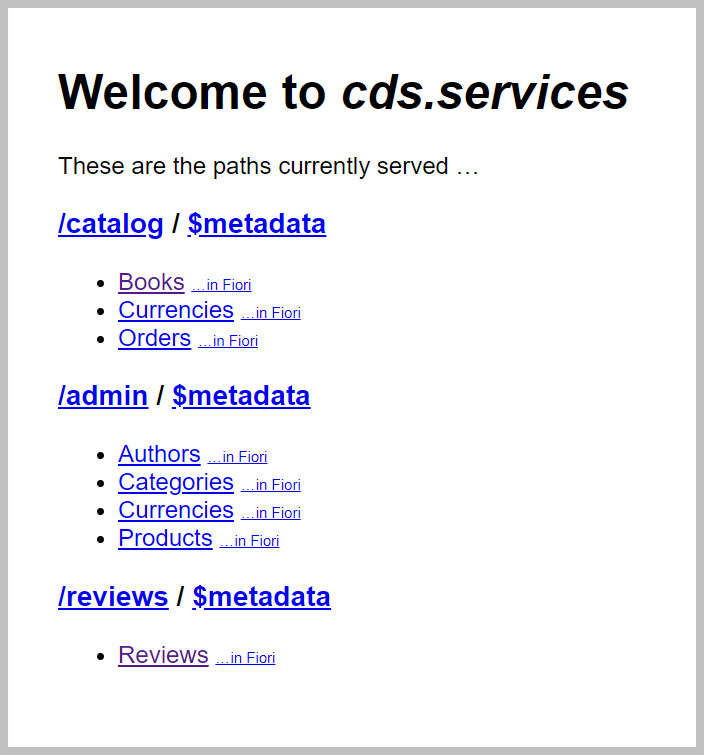 Welcome to cds.services
These are the paths currently served …
/catalog / $metadata
Books ...in Fiori
Currencies ...in Fiori
Orders ...in Fiori
/admin / $metadata
Authors ...in Fiori
Categories ...in Fiori
Currencies ...in Fiori
Products ...in Fiori
/reviews / $metadata
Reviews ...in Fiori